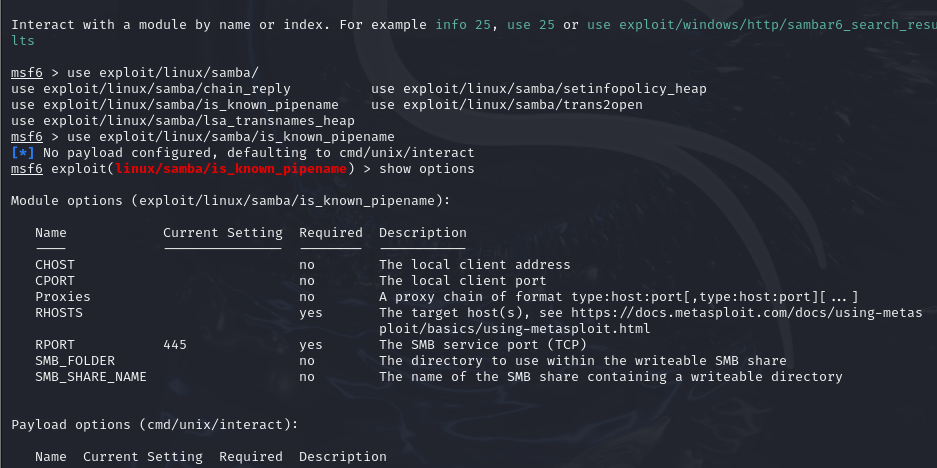 Interact with a module by name or index. For example info 25, use 25 or use exploit/windows/http/sambar6_search_resu
lts
msf6 > use exploit/linux/samba/
use exploit/linux/samba/chain_reply          use exploit/linux/samba/setinfopolicy_heap
use exploit/linux/samba/is_known_pipename    use exploit/linux/samba/trans2open
use exploit/linux/samba/lsa_transnames_heap
msf6 > use exploit/linux/samba/is_known_pipename
[*] No payload configured, defaulting to cmd/unix/interact
msf6 exploit(linux/samba/is_known_pipename) > show options
Module options (exploit/linux/samba/is_known_pipename):
Name            Current Setting  Required  Description
CHOST                            no        The local client address
CPORT                            no        The local client port
Proxies                          no        A proxy chain of format type:host:port[,type:host:port][...]
RHOSTS                           yes       The target host(s), see https://docs.metasploit.com/docs/using-metas
ploit/basics/using-metasploit.html
RPORT           445              yes       The SMB service port (TCP)
SMB_FOLDER                       no        The directory to use within the writeable SMB share
SMB_SHARE_NAME                   no        The name of the SMB share containing a writeable directory
Payload options (cmd/unix/interact):
Name  Current Setting  Required  Description